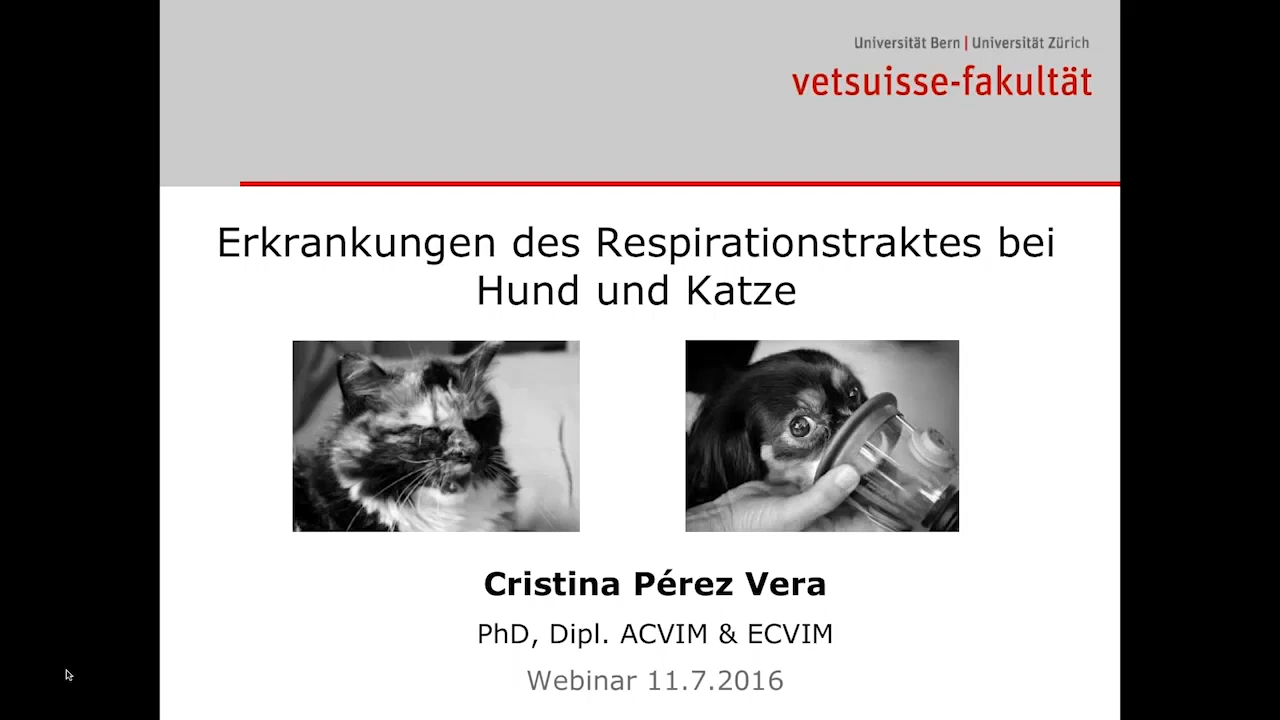 Universität Bern | Universität Zürich
vetsuisse-fakultät
Erkrankungen des Respirationstraktes bei
Hund und Katze
Cristina Pérez Vera
PhD, Dipl. ACVIM & ECVIM
Webinar 11.7.2016